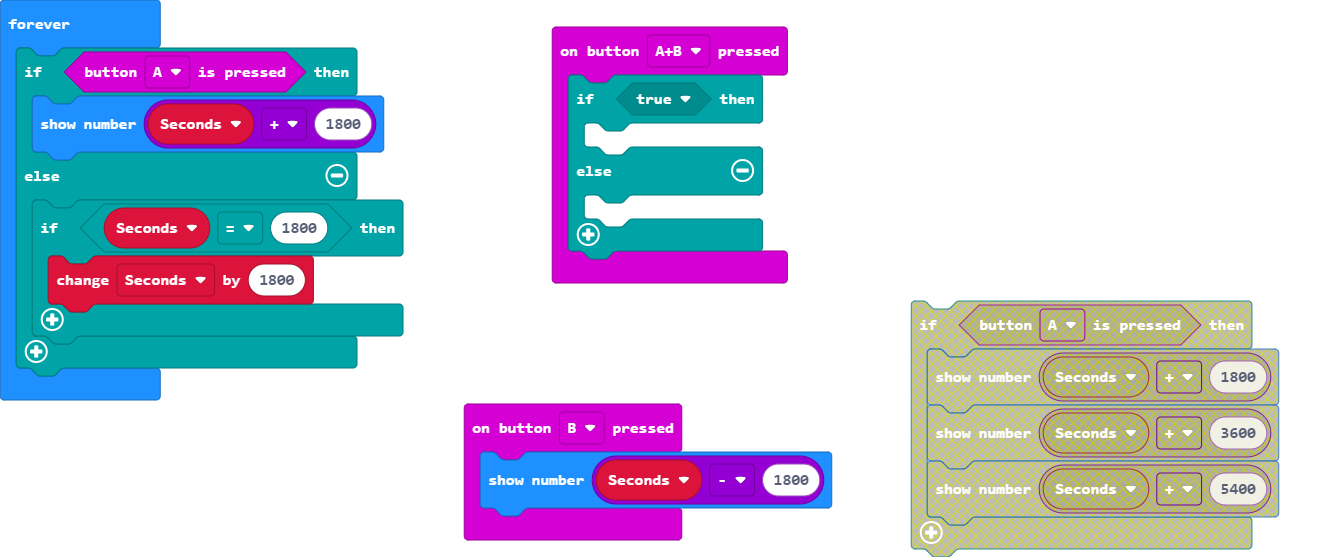 forever
if button A is pressed then
show number Seconds + 1800
else
if Seconds = 1800 then
change Seconds by 1800
on button A+B pressed
if true then
else
on button B pressed
show number Seconds - 1800
if button A is pressed then
show number Seconds + 1800
show number Seconds + 3600
show number Seconds + 5400